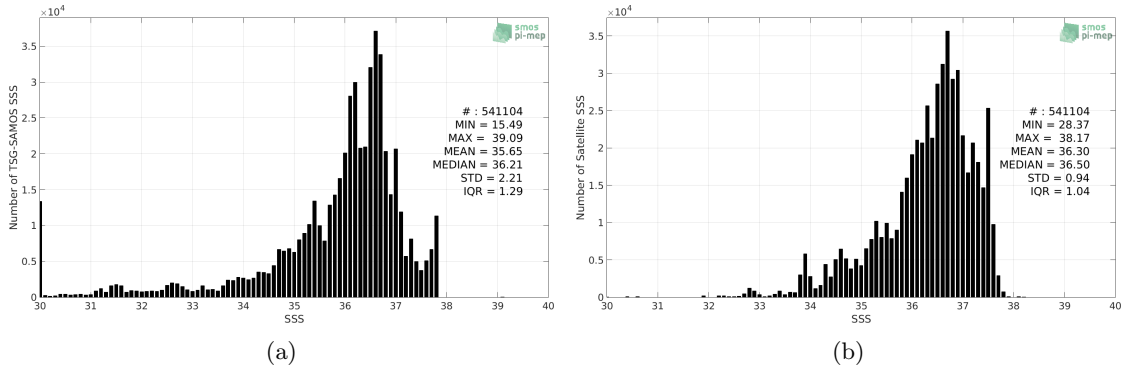 ×10⁴
smos
pi-mep
3.5
3
2.5
2
1.5
1
0.5
0
Number of TSG-SAMOS SSS
# : 541104
MIN = 15.49
MAX = 39.09
MEAN = 35.65
MEDIAN = 36.21
STD = 2.21
IQR = 1.29
30 31 32 33 34 35 36 37 38 39 40
SSS
(a)
×10⁴
smos
pi-mep
3.5
3
2.5
2
1.5
1
0.5
0
Number of Satellite SSS
# : 541104
MIN = 28.37
MAX = 38.17
MEAN = 36.30
MEDIAN = 36.50
STD = 0.94
IQR = 1.04
30 31 32 33 34 35 36 37 38 39 40
SSS
(b)